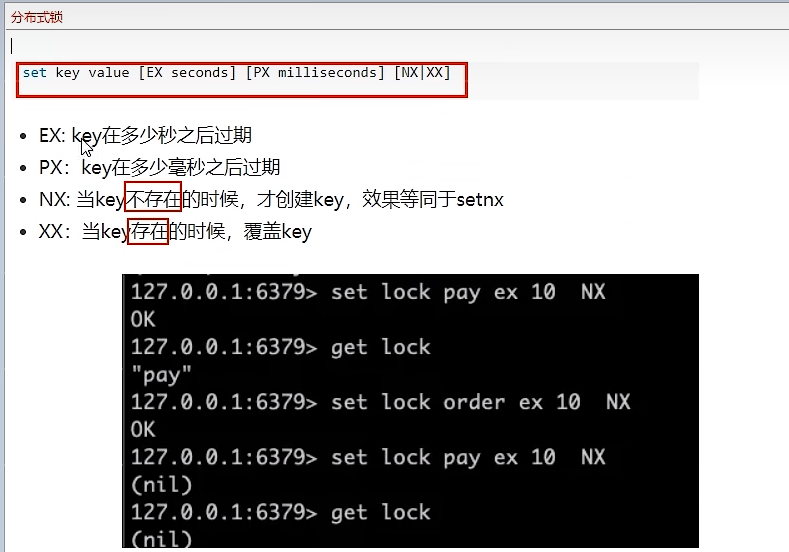 分布式锁
set key value [EX seconds] [PX milliseconds] [NX|XX]
EX: key在多少秒之后过期
PX：key在多少毫秒之后过期
NX: 当key不存在的时候，才创建key，效果等同于setnx
XX：当key存在的时候，覆盖key
127.0.0.1:6379> set lock pay ex 10  NX
OK
127.0.0.1:6379> get lock
"pay"
127.0.0.1:6379> set lock order ex 10  NX
OK
127.0.0.1:6379> set lock pay ex 10  NX
(nil)
127.0.0.1:6379> get lock
(nil)